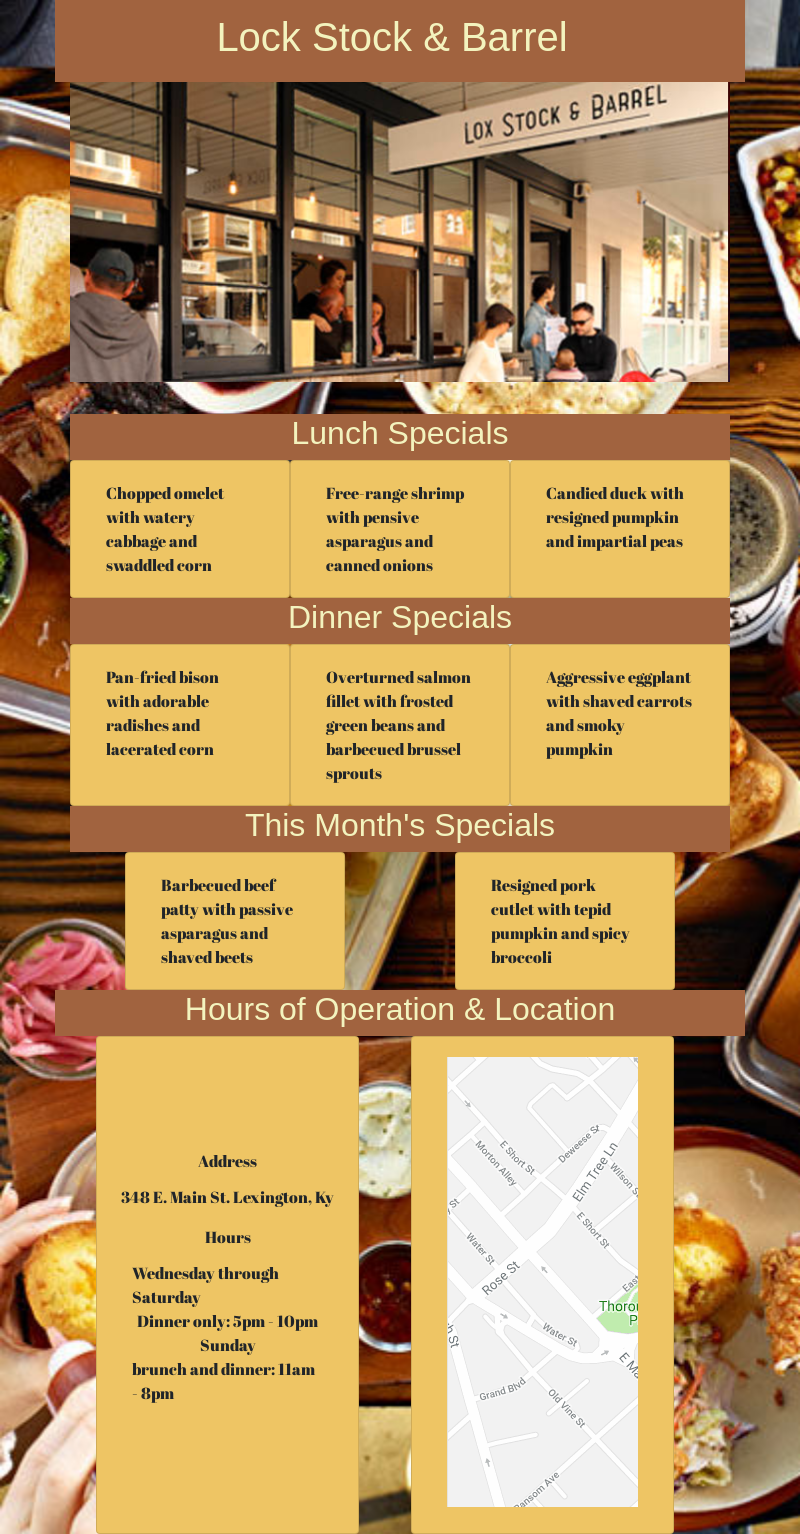 Lock Stock & Barrel
LOX STOCK & BARREL
Lunch Specials
Chopped omelet
with watery
cabbage and
swaddled corn
Free-range shrimp
with pensive
asparagus and
canned onions
Candied duck with
resigned pumpkin
and impartial peas
Dinner Specials
Pan-fried bison
with adorable
radishes and
lacerated corn
Overturned salmon
fillet with frosted
green beans and
barbecued brussel
sprouts
Aggressive eggplant
with shaved carrots
and smoky
pumpkin
This Month's Specials
Barbecued beef
patty with passive
asparagus and
shaved beets
Resigned pork
cutlet with tepid
pumpkin and spicy
broccoli
Hours of Operation & Location
Address
348 E. Main St. Lexington, Ky
Hours
Wednesday through
Saturday
Dinner only: 5pm - 10pm
Sunday
brunch and dinner: 11am
- 8pm
Deweese St
E Short St
Morton Alley
Elm Tree Ln
Wilson S
St
E Short St
Water St
Rose St
East
Thorou
P
h St
Water St
E Ma
Grand Blvd
Old Vine St
Ransom Ave